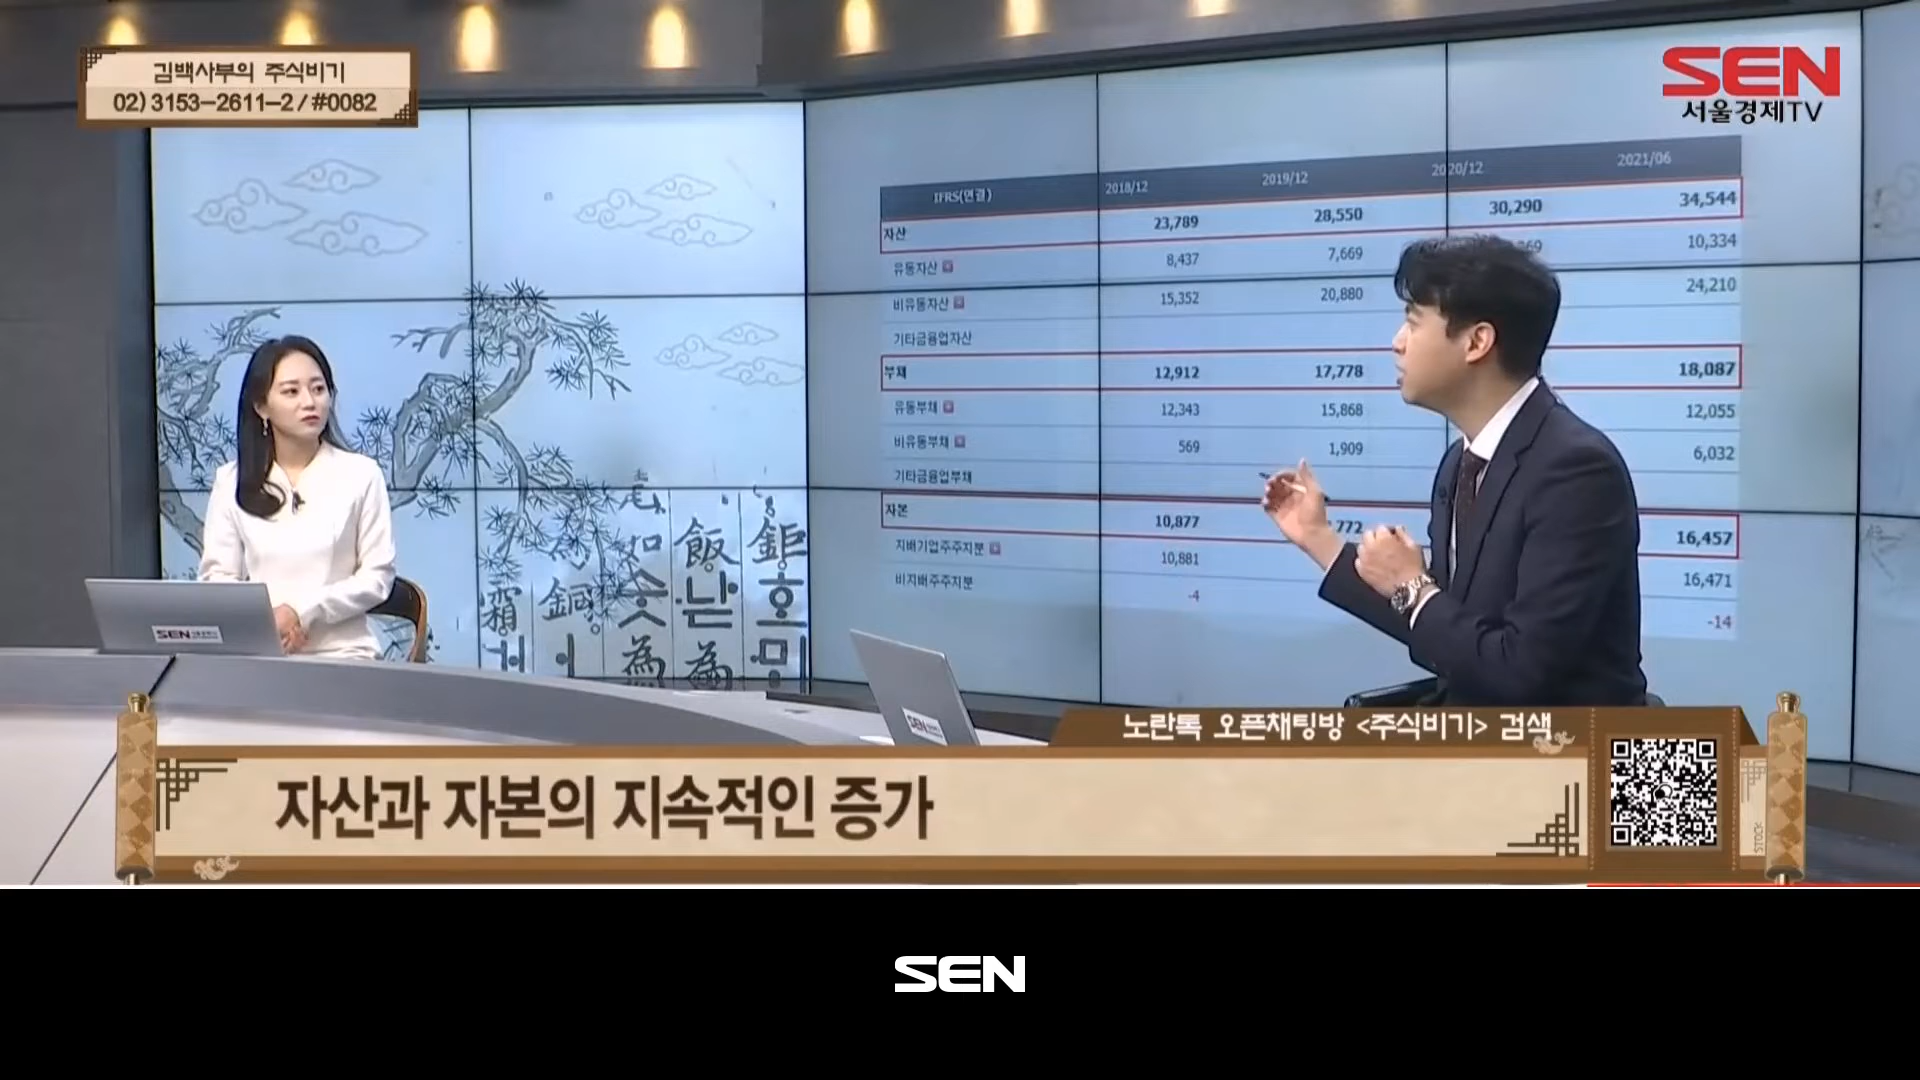 김백사부의 주식비기
02) 3153-2611-2 / #0082
SEN
서울경제TV
IFRS(연결) 2018/12 2019/12 2020/12 2021/06
자산 23,789 28,550 30,290 34,544
유동자산 8,437 7,669 10,334
비유동자산 15,352 20,880 24,210
기타금융업자산
부채 12,912 17,778 18,087
유동부채 12,343 15,868 12,055
비유동부채 569 1,909 6,032
기타금융업부채
자본 10,877 16,457
지배기업주주지분 10,881 16,471
비지배주주지분 -4 -14
SEN
SEN
노란톡 오픈채팅방 <주식비기> 검색
자산과 자본의 지속적인 증가
STOCK
SEN